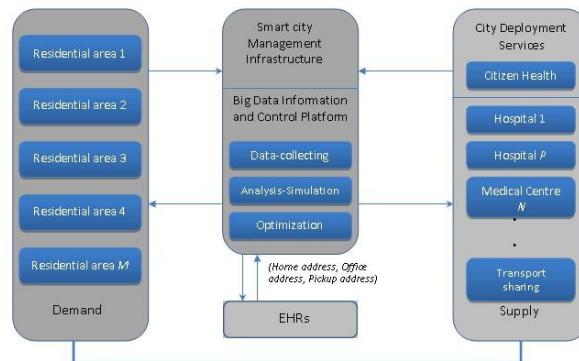 Residential area 1
Residential area 2
Residential area 3
Residential area 4
Residential area M
Demand
Smart city
Management
Infrastructure
Big Data Information
and Control Platform
Data-collecting
Analysis-Simulation
Optimization
(Home address, Office
address, Pickup address)
EHRs
City Deployment
Services
Citizen Health
Hospital 1
Hospital P
Medical Centre
N
Transport
sharing
Supply